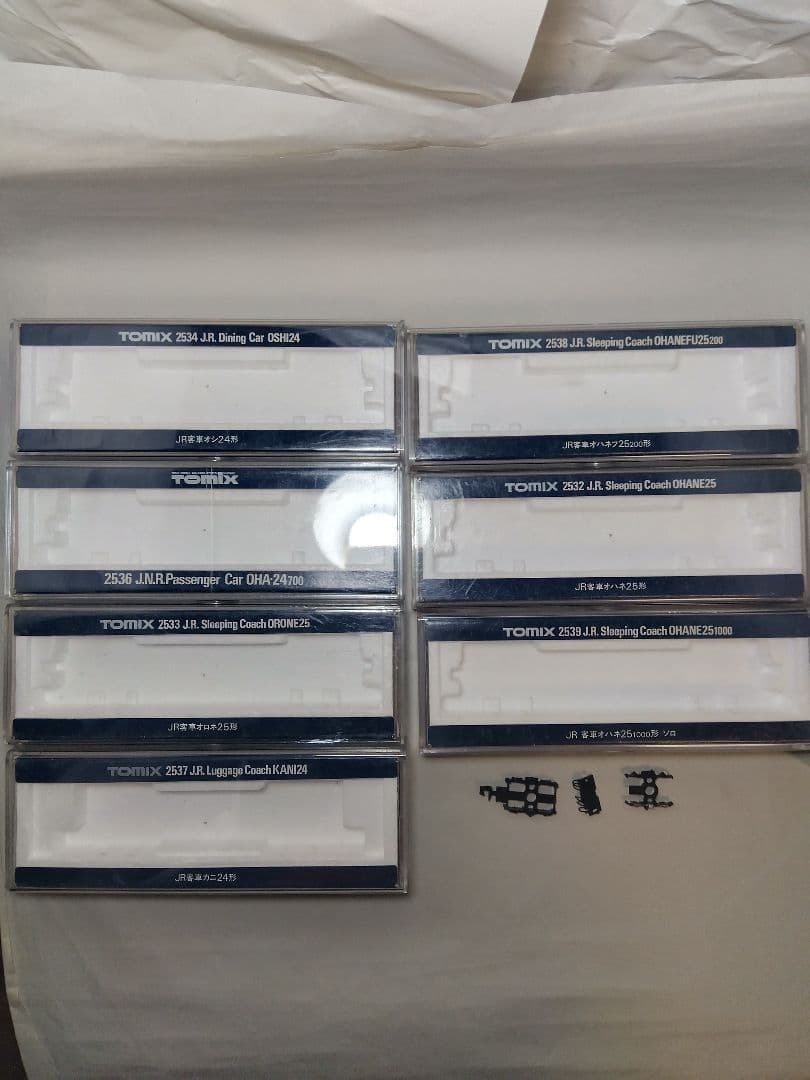 TOMIX 2534 J.R. Dining Car OSHI24
JR客車オシ24形
TOMIX 2538 J.R. Sleeping Coach OHANEFU25200
JR客車オハネフ25200形
TOMIX
2536 J.N.R.Passenger Car OHA·24700
TOMIX 2532 J.R. Sleeping Coach OHANE25
JR客車オハネ25形
TOMIX 2533 J.R. Sleeping Coach ORONE25
JR客車オロネ25形
TOMIX 2539 J.R. Sleeping Coach OHANE251000
JR 客車オハネ251000形 ソロ
TOMIX 2537 J.R. Luggage Coach KANI24
JR客車カニ24形